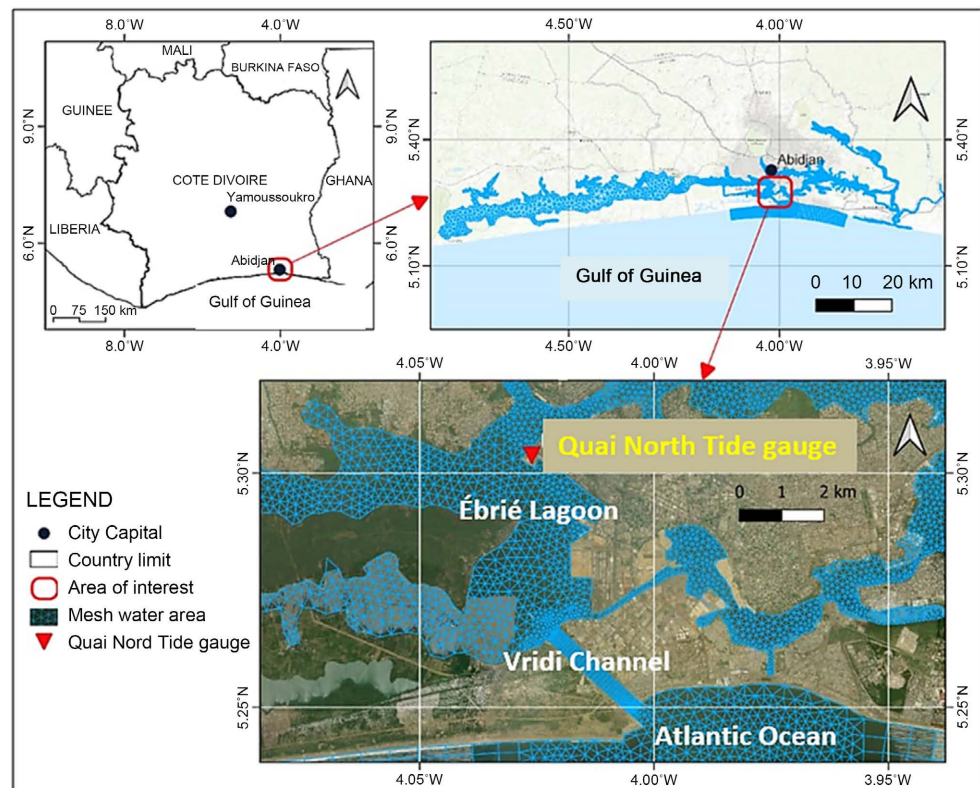 8.0°W 4.0°W
MALI
BURKINA FASO
GUINEE
9.0°N
9.0°N
COTE DIVOIRE
GHANA
Yamoussoukro
LIBERIA
6.0°N
6.0°N
Abidjan
Gulf of Guinea
0 75 150 km
8.0°W 4.0°W
4.50°W 4.00°W
5.40°N
5.40°N
Abidjan
5.10°N
5.10°N
Gulf of Guinea
0 10 20 km
4.50°W 4.00°W
4.05°W 4.00°W 3.95°W
Quai North Tide gauge
5.30°N
5.30°N
0 1 2 km
Ébrié Lagoon
Vridi Channel
5.25°N
5.25°N
Atlantic Ocean
4.05°W 4.00°W 3.95°W
LEGEND
City Capital
Country limit
Area of interest
Mesh water area
Quai Nord Tide gauge